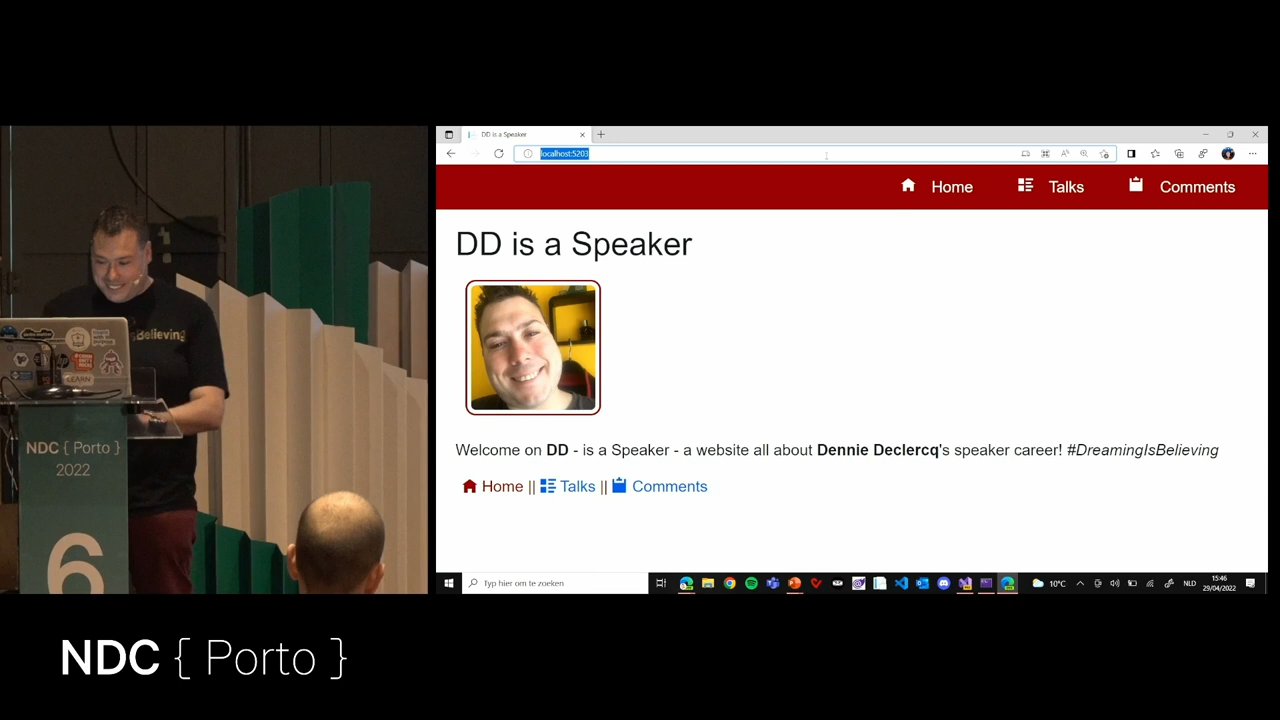 DD is a Speaker
localhost:5203
Home
Talks
Comments
DD is a Speaker
Welcome on DD - is a Speaker - a website all about Dennie Declercq's speaker career! #DreamingIsBelieving
Home || Talks || Comments
Typ hier om te zoeken
10°C
NLD
15:46
29/04/2022
sBelieving
LEARN
NDC { Porto }
2022
6
NDC { Porto }